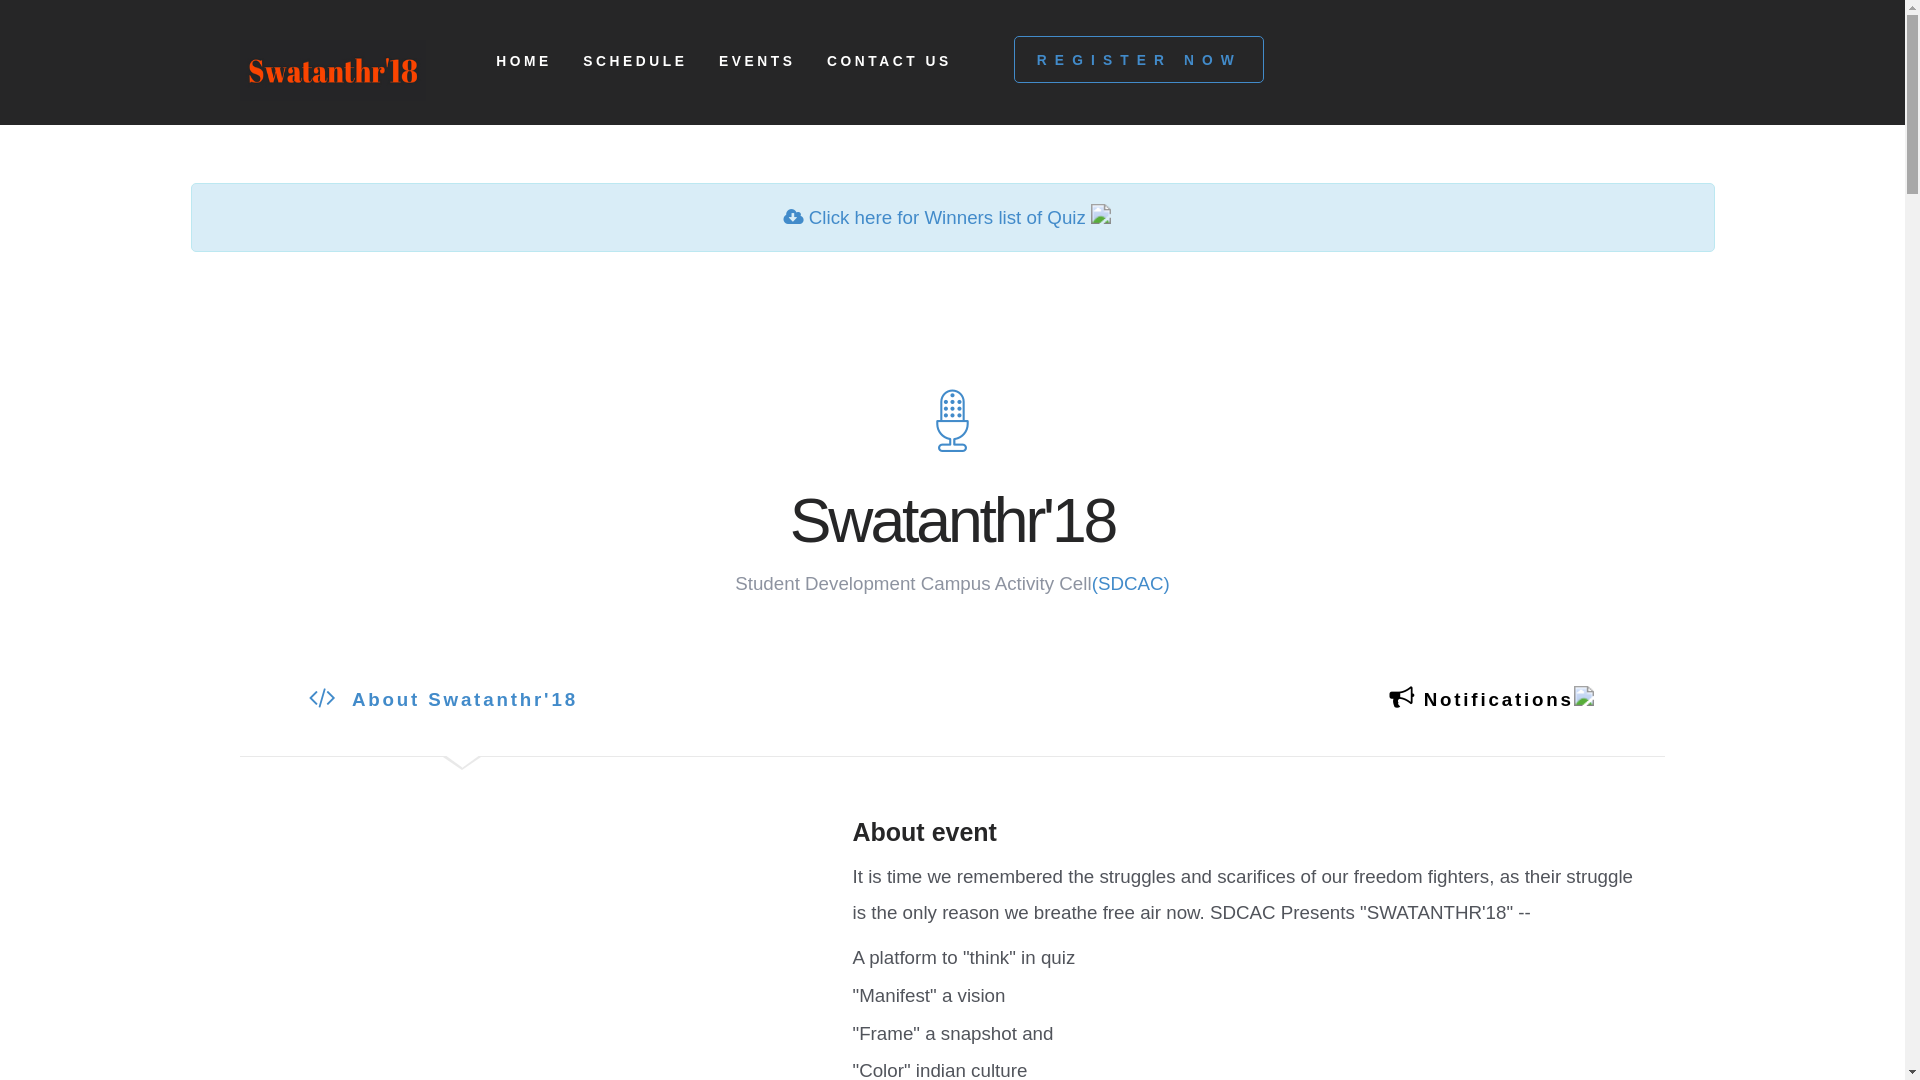 Swatanthr'18
HOME
SCHEDULE
EVENTS
CONTACT US
REGISTER NOW
Click here for Winners list of Quiz
Swatanthr'18
Student Development Campus Activity Cell(SDCAC)
About Swatanthr'18
Notifications
About event
It is time we remembered the struggles and scarifices of our freedom fighters, as their struggle
is the only reason we breathe free air now. SDCAC Presents "SWATANTHR'18" --
A platform to "think" in quiz
"Manifest" a vision
"Frame" a snapshot and
"Color" indian culture